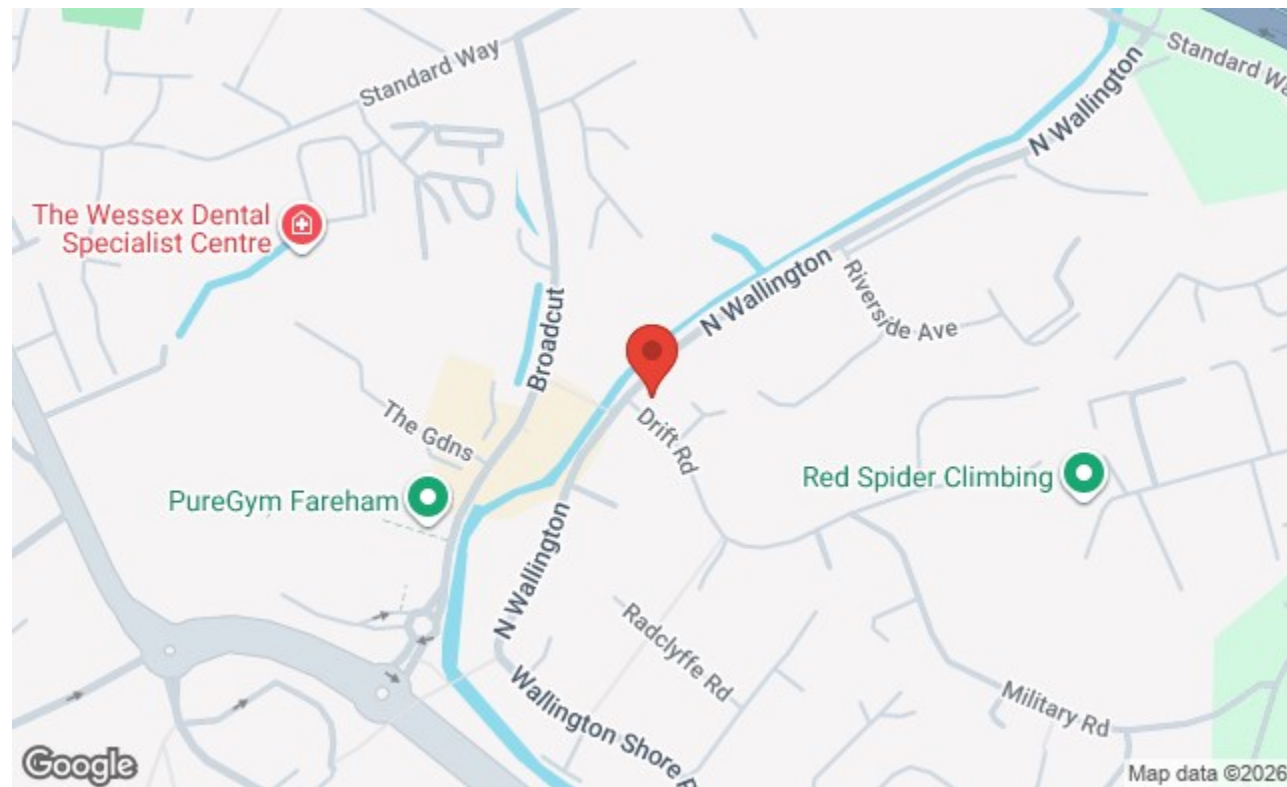 Standard Way
N Wallington
Standard Wa
The Wessex Dental
Specialist Centre
N Wallington
Riverside Ave
Broadcut
The Gdns
Drift Rd
PureGym Fareham
Red Spider Climbing
N Wallington
Radclyffe Rd
Wallington Shore R
Military Rd
Google
Map data ©2026